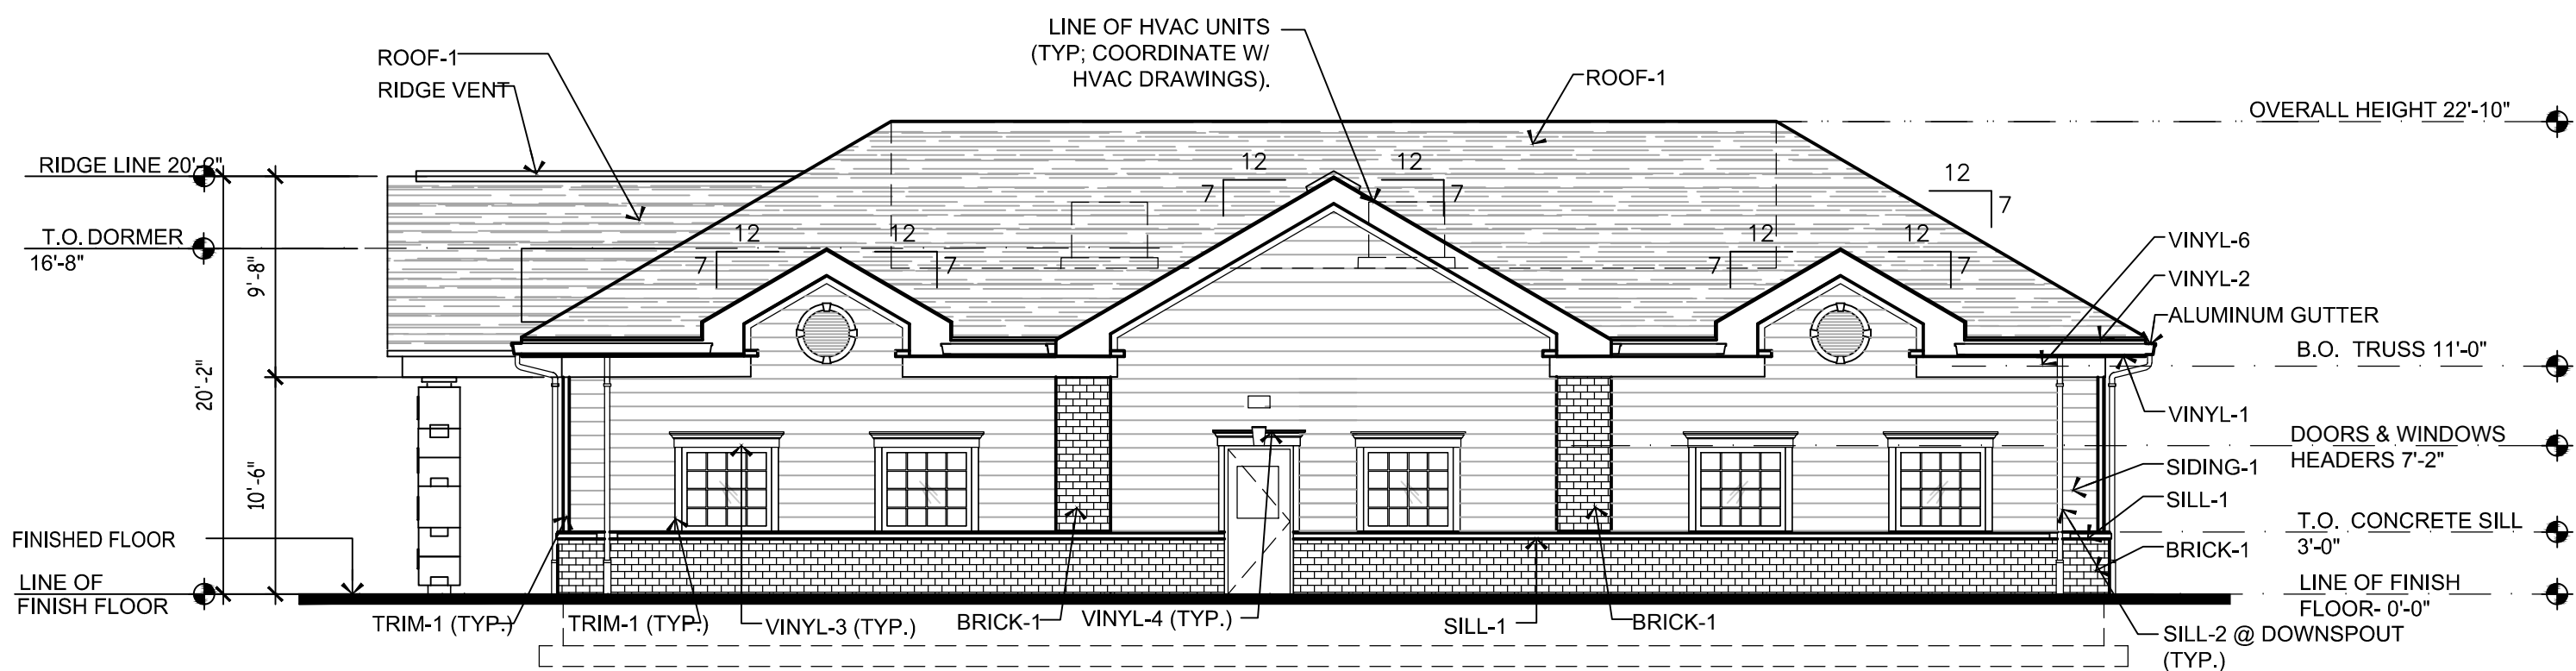 LINE OF HVAC UNITS
(TYP; COORDINATE W/
HVAC DRAWINGS).
ROOF-1
RIDGE VENT
ROOF-1
OVERALL HEIGHT 22'-10"
RIDGE LINE 20'-2"
12
12
12
7
7
7
T.O. DORMER
16'-8"
12
12
12
12
7
7
7
7
VINYL-6
VINYL-2
ALUMINUM GUTTER
B.O. TRUSS 11'-0"
9'-8"
20'-2"
10'-6"
VINYL-1
DOORS & WINDOWS
HEADERS 7'-2"
SIDING-1
SILL-1
T.O. CONCRETE SILL
3'-0"
BRICK-1
FINISHED FLOOR
LINE OF
FINISH FLOOR
LINE OF FINISH
FLOOR- 0'-0"
TRIM-1 (TYP.)
TRIM-1 (TYP.)
VINYL-3 (TYP.)
BRICK-1
VINYL-4 (TYP.)
SILL-1
BRICK-1
SILL-2 @ DOWNSPOUT
(TYP.)